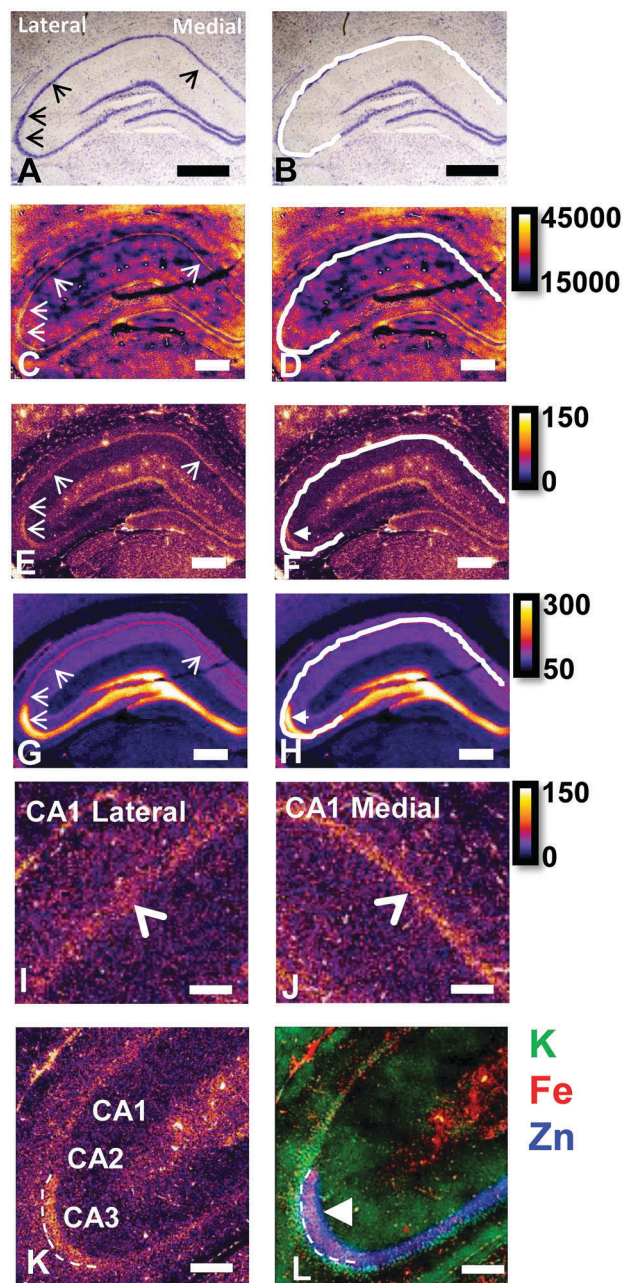 Lateral Medial
A B
45000
15000
C D
150
0
E F
300
50
G H
CA1 Lateral CA1 Medial
150
0
I J
K
Fe
Zn
CA1
CA2
CA3
K L